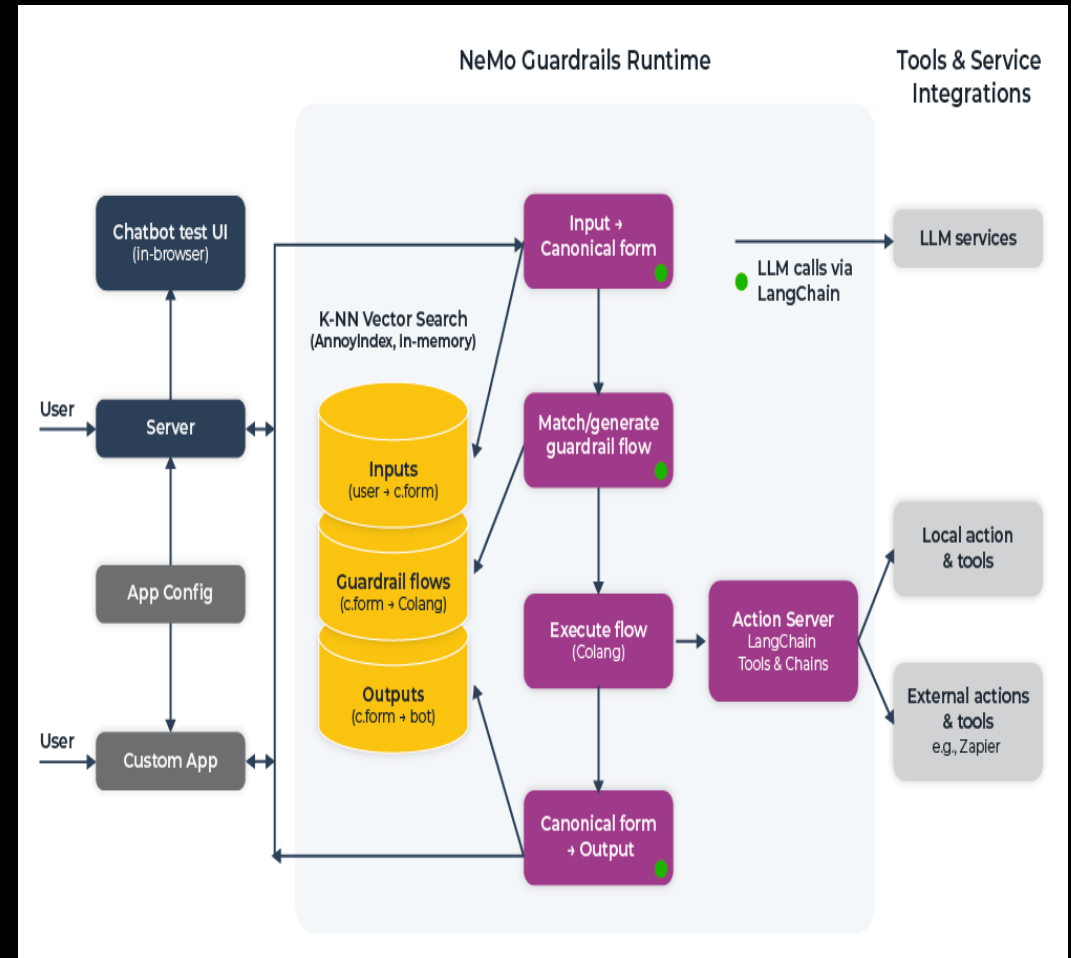 NeMo Guardrails Runtime
Tools & Service
Integrations
Chatbot test UI
(in-browser)
Input →
Canonical form
LLM services
LLM calls via
LangChain
K-NN Vector Search
(AnnoyIndex, In-memory)
User
Server
Match/generate
guardrail flow
Inputs
(user → c.form)
Local action
& tools
Guardrail flows
(c.form → Colang)
App Config
Execute flow
(Colang)
Action Server
LangChain
Tools & Chains
Outputs
(c.form → bot)
External actions
& tools
e.g., Zapier
User
Custom App
Canonical form
→ Output